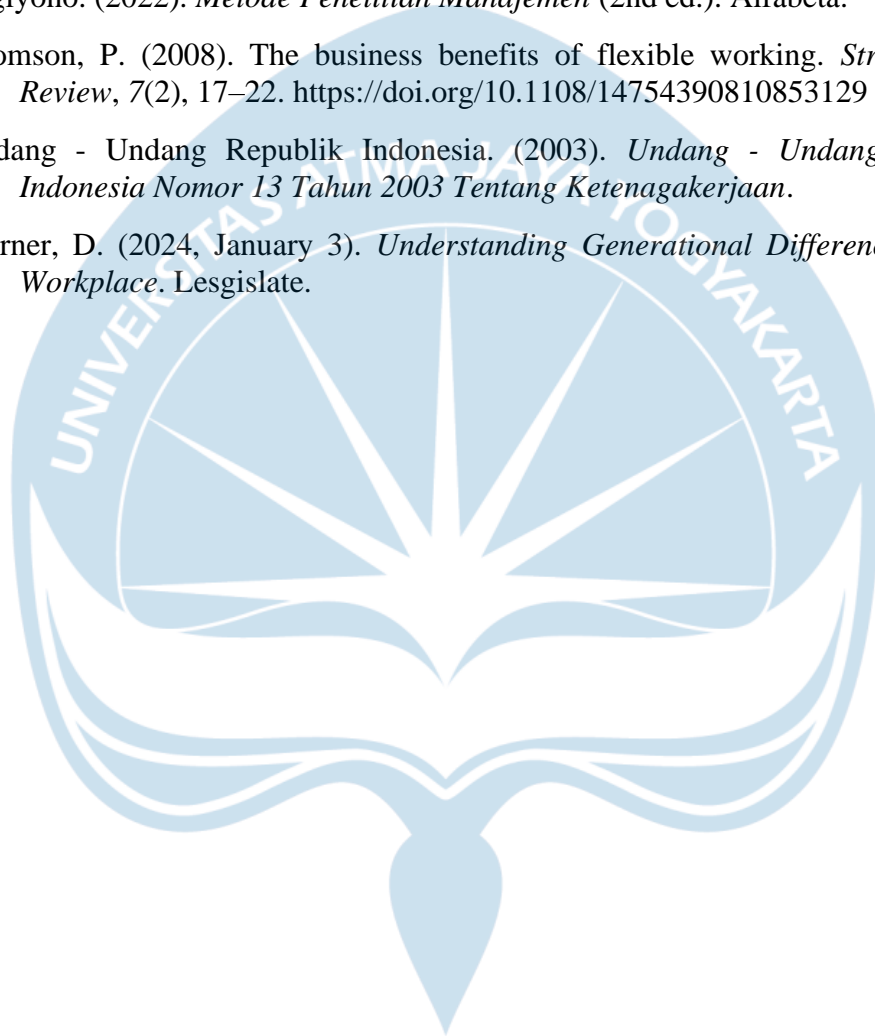 giyono. (2022). Metode Penelitian Manajemen (2nd ed.). Alfabeta.
omson, P. (2008). The business benefits of flexible working. Str
Review, 7(2), 17–22. https://doi.org/10.1108/14754390810853129
dang - Undang Republik Indonesia. (2003). Undang - Undang
Indonesia Nomor 13 Tahun 2003 Tentang Ketenagakerjaan.
rner, D. (2024, January 3). Understanding Generational Differen
Workplace. Lesgislate.
UNIVERSITAS ATMA JAYA YOGYAKARTA